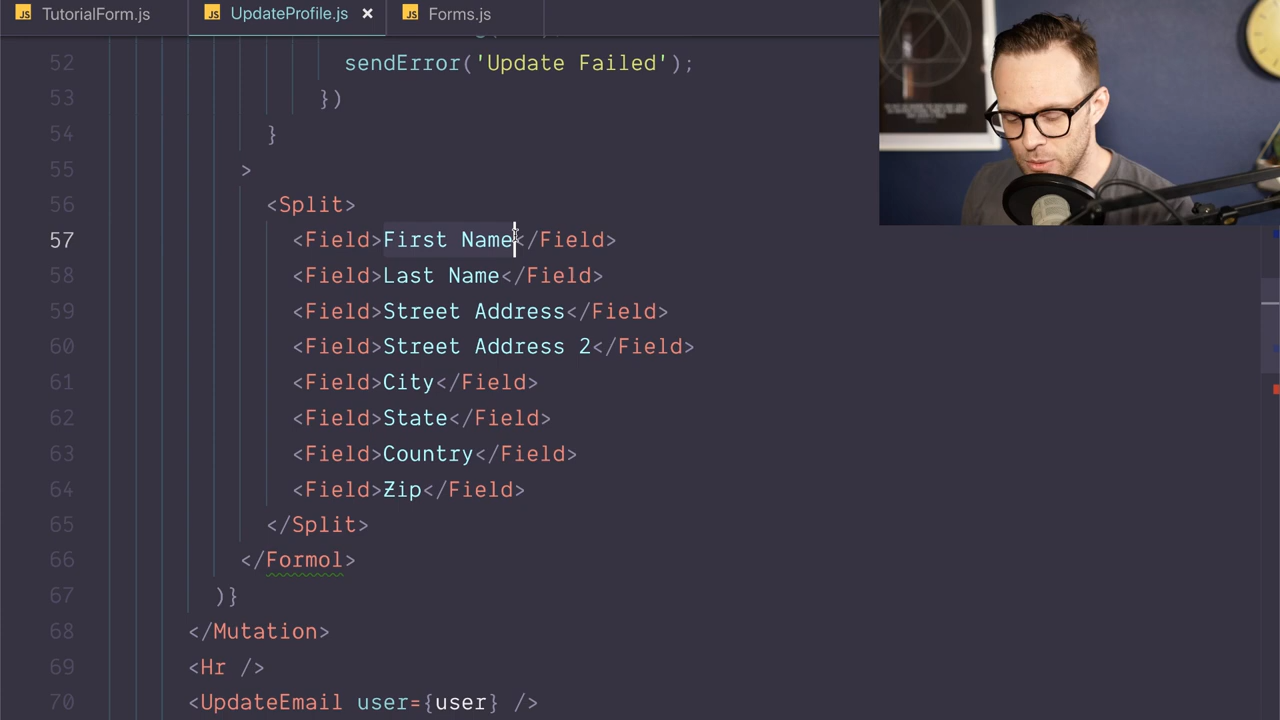 JS TutorialForm.js JS UpdateProfile.js × JS Forms.js
52 sendError('Update Failed');
53 })
54 }
55 >
56 <Split>
57 <Field>First Name</Field>
58 <Field>Last Name</Field>
59 <Field>Street Address</Field>
60 <Field>Street Address 2</Field>
61 <Field>City</Field>
62 <Field>State</Field>
63 <Field>Country</Field>
64 <Field>Zip</Field>
65 </Split>
66 </Formol>
67 )}
68 </Mutation>
69 <Hr />
70 <UpdateEmail user={user} />